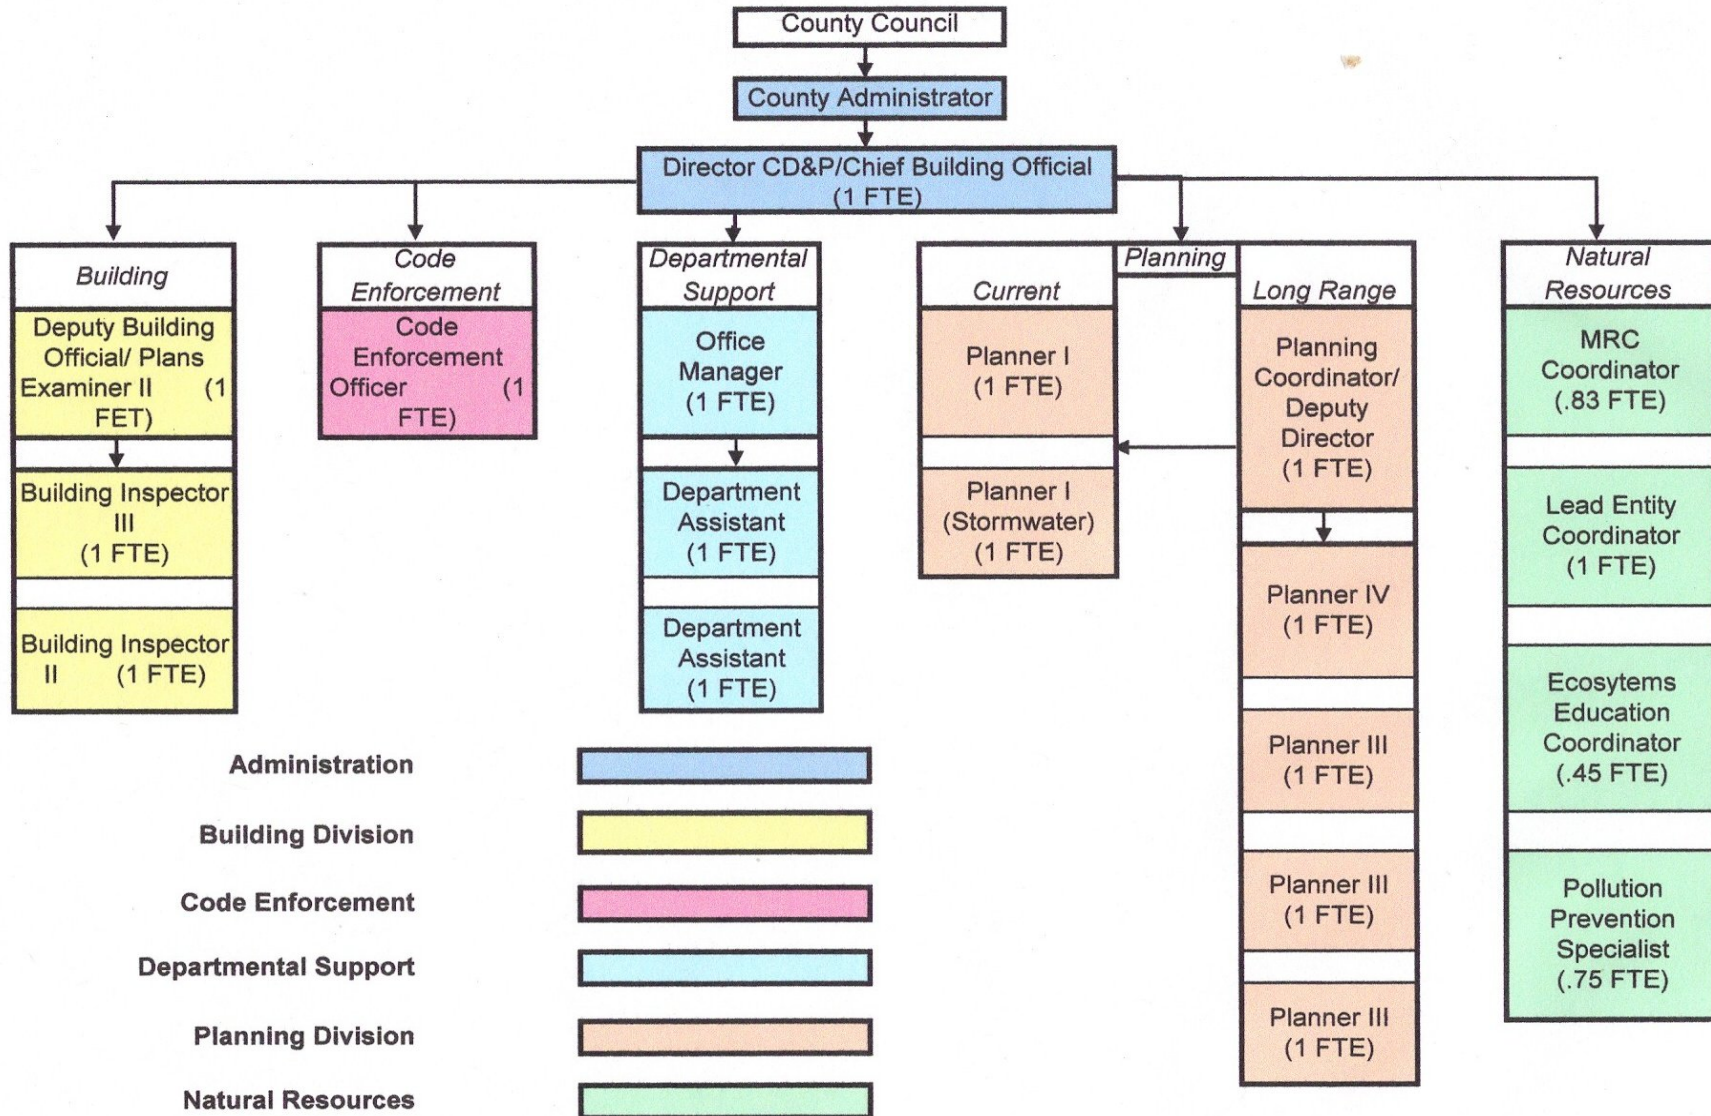 County Council
County Administrator
Director CD&P/Chief Building Official
(1 FTE)
Building
Deputy Building
Official/ Plans
Examiner II (1
FET)
Building Inspector
III
(1 FTE)
Building Inspector
II (1 FTE)
Code
Enforcement
Code
Enforcement
Officer (1
FTE)
Departmental
Support
Office
Manager
(1 FTE)
Department
Assistant
(1 FTE)
Department
Assistant
(1 FTE)
Planning
Current
Planner I
(1 FTE)
Planner I
(Stormwater)
(1 FTE)
Long Range
Planning
Coordinator/
Deputy
Director
(1 FTE)
Planner IV
(1 FTE)
Planner III
(1 FTE)
Planner III
(1 FTE)
Planner III
(1 FTE)
Natural
Resources
MRC
Coordinator
(.83 FTE)
Lead Entity
Coordinator
(1 FTE)
Ecosytems
Education
Coordinator
(.45 FTE)
Pollution
Prevention
Specialist
(.75 FTE)
Administration
Building Division
Code Enforcement
Departmental Support
Planning Division
Natural Resources